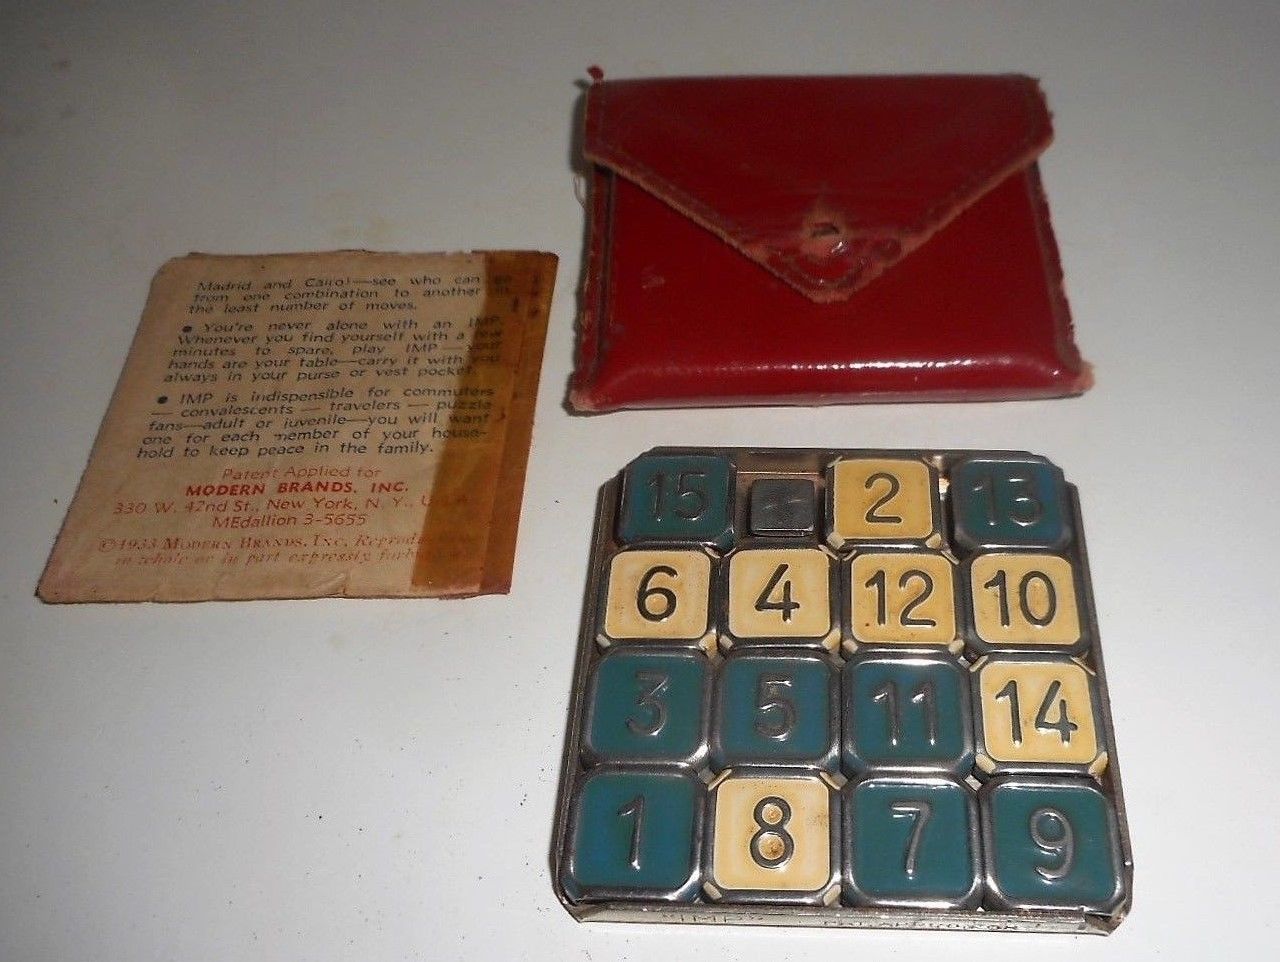 Madrid and Cairo!—see who can go
from one combination to another in
the least number of moves.
• You're never alone with an IMP.
Whenever you find yourself with a few
minutes to spare, play IMP — your
hands are your table—carry it with you
always in your purse or vest pocket.
• IMP is indispensible for commuters
— convalescents — travelers — puzzle
fans—adult or juvenile—you will want
one for each member of your house-
hold to keep peace in the family.
Patent Applied for
MODERN BRANDS, INC.
330 W. 42nd St., New York, N. Y., U.S.A.
MEdallion 3-5655
©1933 MODERN BRANDS, INC. Reproduction
in whole or in part expressly
15 2 13
6 4 12 10
3 5 11 14
1 8 7 9